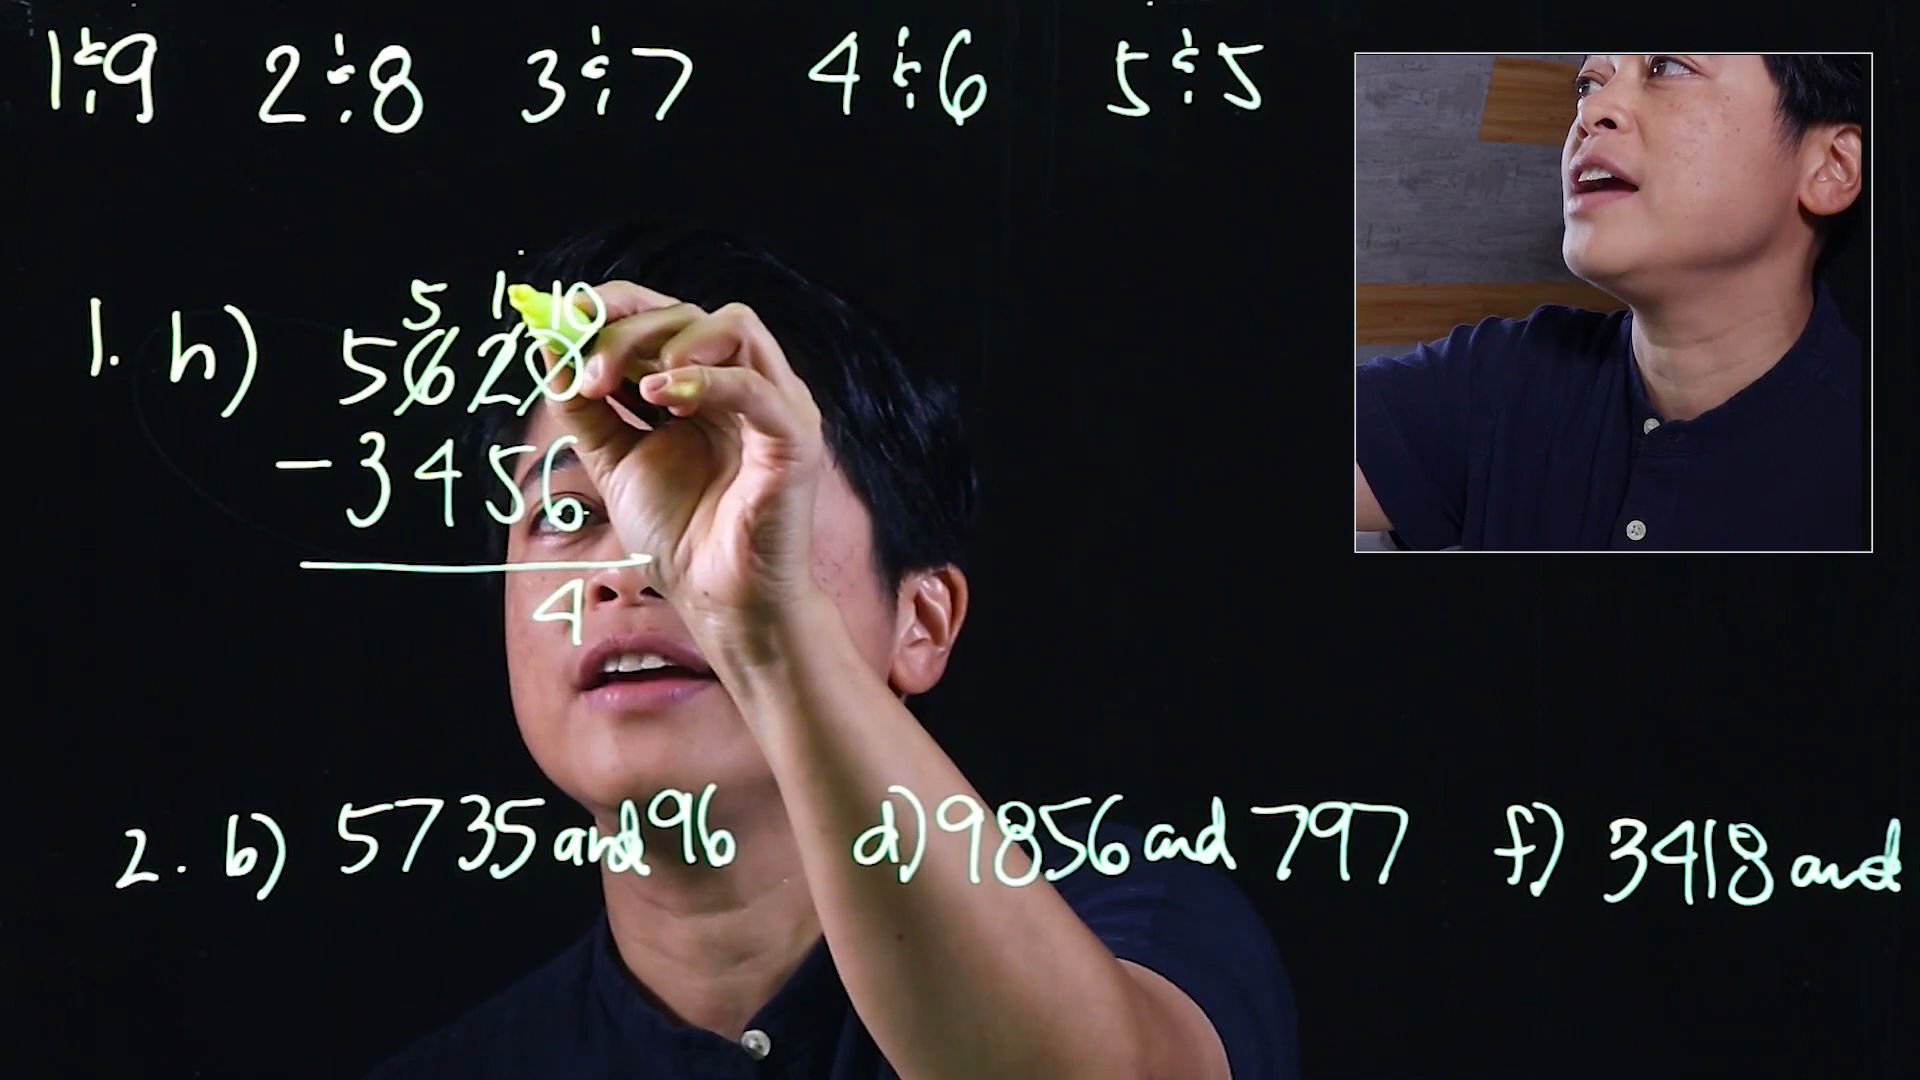 1 & 9 2 & 8 3 & 7 4 & 6 5 & 5
5 1 10
1. h) 5620
- 3456
4
2. b) 5735 and 96 d) 9856 and 797 f) 3418 and